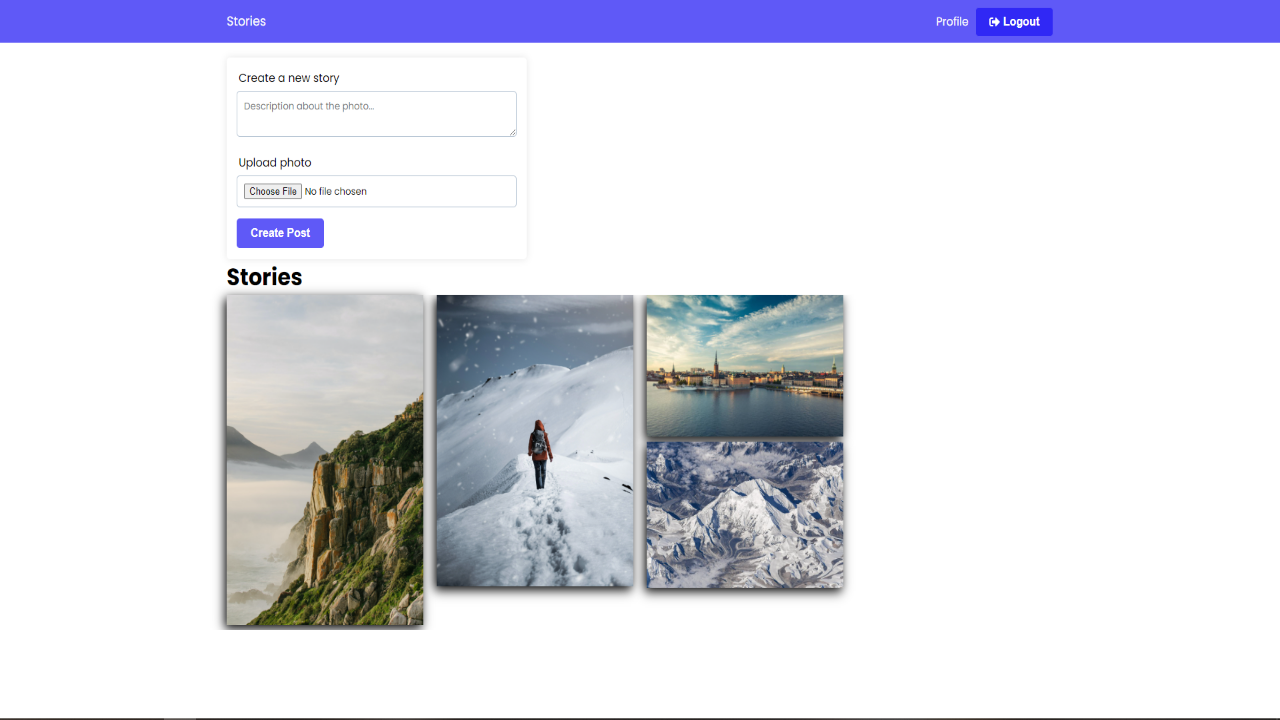 Stories
Profile
Logout
Create a new story
Description about the photo...
Upload photo
Choose File No file chosen
Create Post
Stories